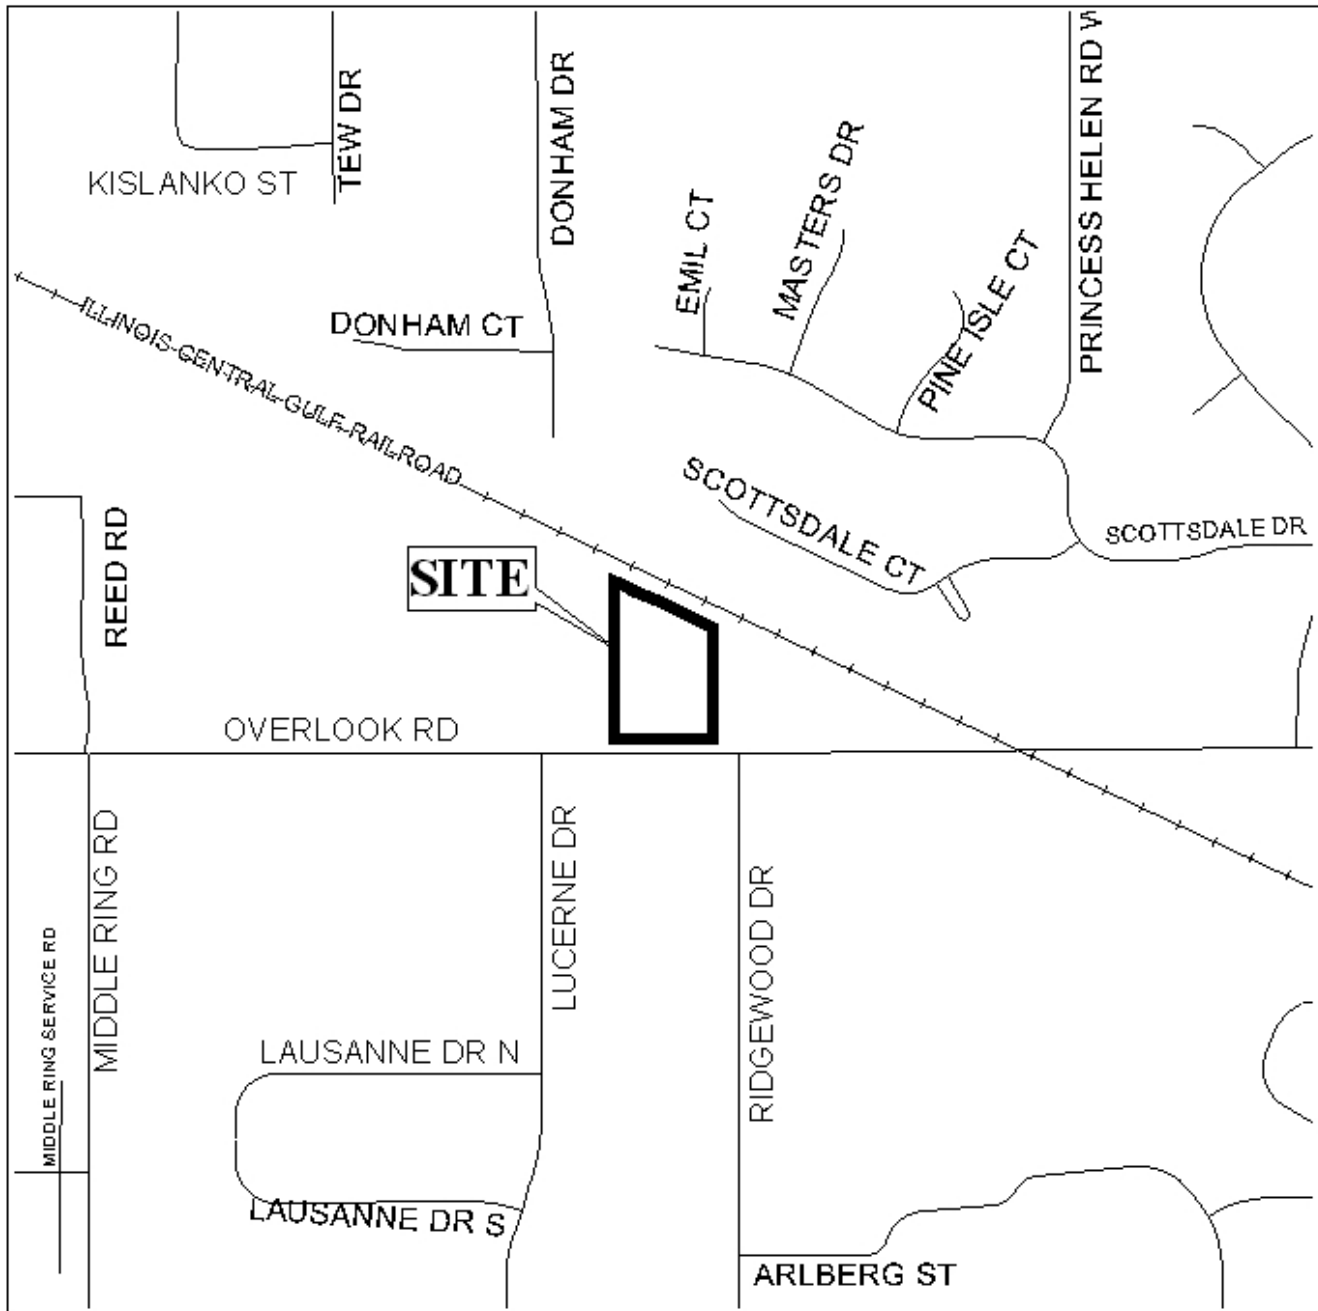 KISLANKO ST
TEW DR
DONHAM DR
EMIL CT
MASTERS DR
PINE ISLE CT
PRINCESS HELEN RD W
ILLINOIS CENTRAL GULF RAILROAD
DONHAM CT
SCOTTSDALE CT
SCOTTSDALE DR
REED RD
SITE
OVERLOOK RD
MIDDLE RING RD
MIDDLE RING SERVICE RD
LUCERNE DR
RIDGEWOOD DR
LAUSANNE DR N
LAUSANNE DR S
ARLBERG ST